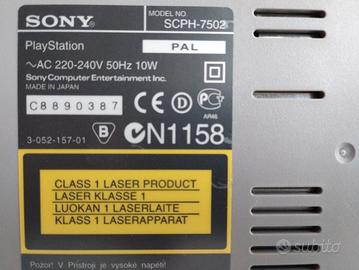 SONY
MODEL NO.
SCPH-7502
PlayStation
PAL
~AC 220-240V 50Hz 10W
Sony Computer Entertainment Inc.
MADE IN JAPAN
C8890387
AR46
3-052-157-01
B
N1158
CLASS 1 LASER PRODUCT
LASER KLASSE 1
LUOKAN 1 LASERLAITE
KLASS 1 LASERAPPARAT
Pozor! V Přístroji je vysoké napětí!
subito